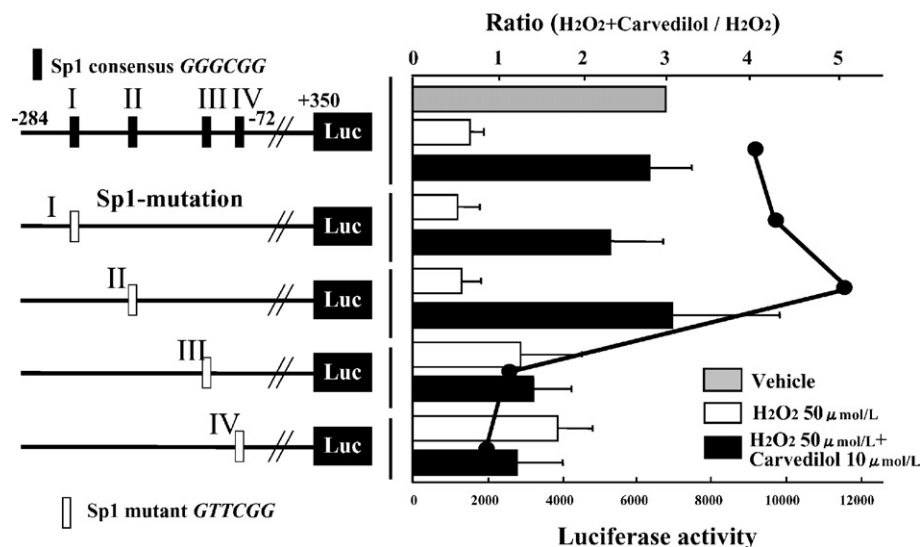 Ratio (H2O2+Carvedilol / H2O2)
0 1 2 3 4 5
Sp1 consensus GGGCGG
I II III IV
-284 -72 +350
Luc
Sp1-mutation
I
Luc
II
Luc
III
Luc
IV
Luc
Vehicle
H2O2 50 μmol/L
H2O2 50 μmol/L+
Carvedilol 10 μmol/L
0 2000 4000 6000 8000 10000 12000
Sp1 mutant GTTCGG
Luciferase activity